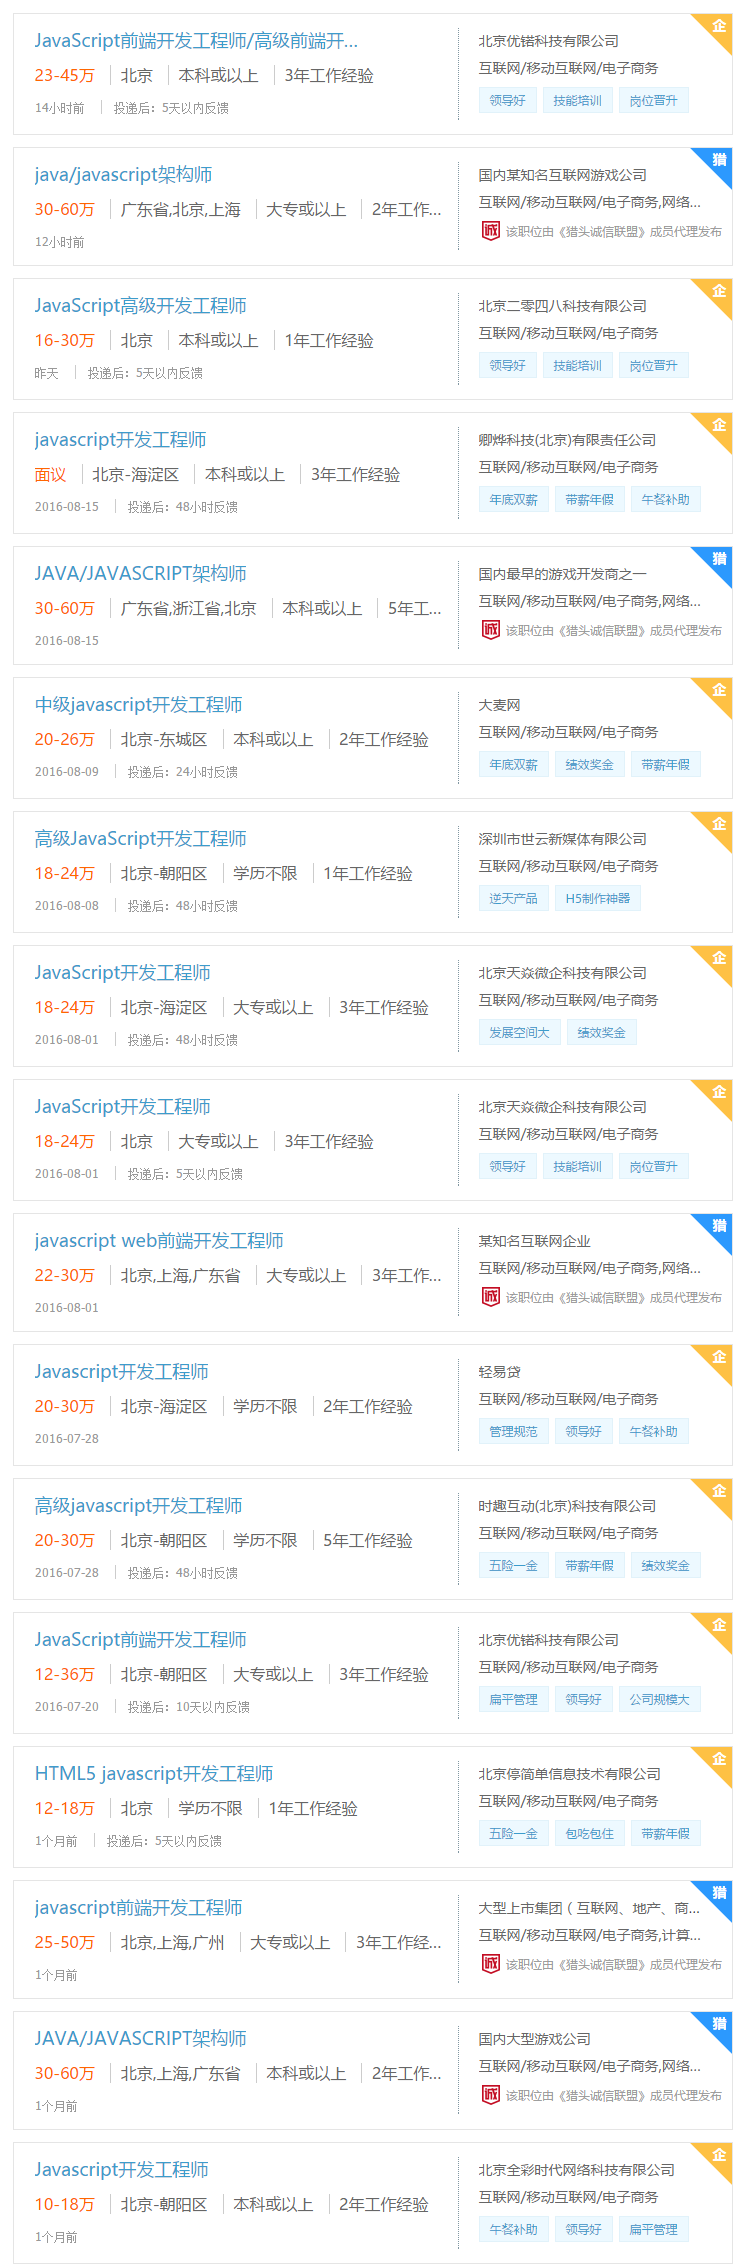 JavaScript前端开发工程师/高级前端开...
23-45万 北京 本科或以上 3年工作经验
14小时前 投递后：5天以内反馈
企
北京优锘科技有限公司
互联网/移动互联网/电子商务
领导好 技能培训 岗位晋升
java/javascript架构师
30-60万 广东省,北京,上海 大专或以上 2年工作...
12小时前
猎
国内某知名互联网游戏公司
互联网/移动互联网/电子商务,网络...
诚 该职位由《猎头诚信联盟》成员代理发布
JavaScript高级开发工程师
16-30万 北京 本科或以上 1年工作经验
昨天 投递后：5天以内反馈
企
北京二零四八科技有限公司
互联网/移动互联网/电子商务
领导好 技能培训 岗位晋升
javascript开发工程师
面议 北京-海淀区 本科或以上 3年工作经验
2016-08-15 投递后：48小时反馈
企
卿烨科技(北京)有限责任公司
互联网/移动互联网/电子商务
年底双薪 带薪年假 午餐补助
JAVA/JAVASCRIPT架构师
30-60万 广东省,浙江省,北京 本科或以上 5年工...
2016-08-15
猎
国内最早的游戏开发商之一
互联网/移动互联网/电子商务,网络...
诚 该职位由《猎头诚信联盟》成员代理发布
中级javascript开发工程师
20-26万 北京-东城区 本科或以上 2年工作经验
2016-08-09 投递后：24小时反馈
企
大麦网
互联网/移动互联网/电子商务
年底双薪 绩效奖金 带薪年假
高级JavaScript开发工程师
18-24万 北京-朝阳区 学历不限 1年工作经验
2016-08-08 投递后：48小时反馈
企
深圳市世云新媒体有限公司
互联网/移动互联网/电子商务
逆天产品 H5制作神器
JavaScript开发工程师
18-24万 北京-海淀区 大专或以上 3年工作经验
2016-08-01 投递后：48小时反馈
企
北京天焱微企科技有限公司
互联网/移动互联网/电子商务
发展空间大 绩效奖金
JavaScript开发工程师
18-24万 北京 大专或以上 3年工作经验
2016-08-01 投递后：5天以内反馈
企
北京天焱微企科技有限公司
互联网/移动互联网/电子商务
领导好 技能培训 岗位晋升
javascript web前端开发工程师
22-30万 北京,上海,广东省 大专或以上 3年工作...
2016-08-01
猎
某知名互联网企业
互联网/移动互联网/电子商务,网络...
诚 该职位由《猎头诚信联盟》成员代理发布
Javascript开发工程师
20-30万 北京-海淀区 学历不限 2年工作经验
2016-07-28
企
轻易贷
互联网/移动互联网/电子商务
管理规范 领导好 午餐补助
高级javascript开发工程师
20-30万 北京-朝阳区 学历不限 5年工作经验
2016-07-28 投递后：48小时反馈
企
时趣互动(北京)科技有限公司
互联网/移动互联网/电子商务
五险一金 带薪年假 绩效奖金
JavaScript前端开发工程师
12-36万 北京-朝阳区 大专或以上 3年工作经验
2016-07-20 投递后：10天以内反馈
企
北京优锘科技有限公司
互联网/移动互联网/电子商务
扁平管理 领导好 公司规模大
HTML5 javascript开发工程师
12-18万 北京 学历不限 1年工作经验
1个月前 投递后：5天以内反馈
企
北京停简单信息技术有限公司
互联网/移动互联网/电子商务
五险一金 包吃包住 带薪年假
javascript前端开发工程师
25-50万 北京,上海,广州 大专或以上 3年工作经...
1个月前
猎
大型上市集团（互联网、地产、商...
互联网/移动互联网/电子商务,计算...
诚 该职位由《猎头诚信联盟》成员代理发布
JAVA/JAVASCRIPT架构师
30-60万 北京,上海,广东省 本科或以上 2年工作...
1个月前
猎
国内大型游戏公司
互联网/移动互联网/电子商务,网络...
诚 该职位由《猎头诚信联盟》成员代理发布
Javascript开发工程师
10-18万 北京-朝阳区 本科或以上 2年工作经验
1个月前
企
北京全彩时代网络科技有限公司
互联网/移动互联网/电子商务
午餐补助 领导好 扁平管理